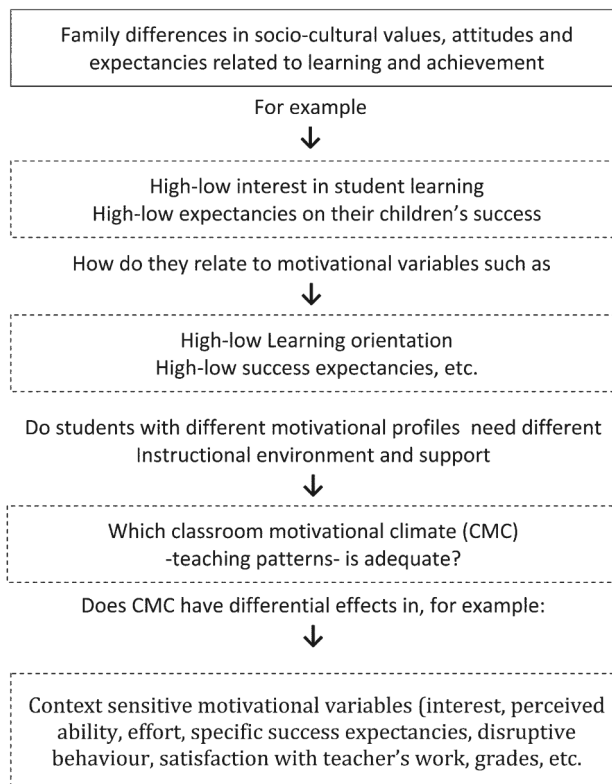 Family differences in socio-cultural values, attitudes and
expectancies related to learning and achievement
For example
High-low interest in student learning
High-low expectancies on their children's success
How do they relate to motivational variables such as
High-low Learning orientation
High-low success expectancies, etc.
Do students with different motivational profiles need different
Instructional environment and support
Which classroom motivational climate (CMC)
-teaching patterns- is adequate?
Does CMC have differential effects in, for example:
Context sensitive motivational variables (interest, perceived
ability, effort, specific success expectancies, disruptive
behaviour, satisfaction with teacher's work, grades, etc.